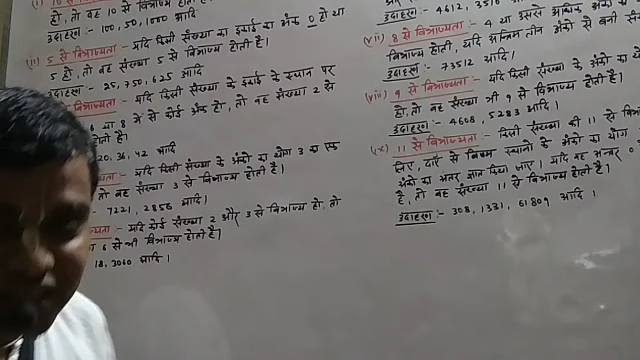 (i) 10 से
हो, तो वह 10 से विभाज्य होती
उदाहरण :- 100, 50, 1000 आदि
(ii) 5 से विभाज्यता - यदि किसी संख्या का इकाई का अंक 0 हो या
5 हो, तो वह संख्या 5 से विभाज्य होती है।
उदाहरण :- 25, 750, 625 आदि
विभाज्यता :- यदि किसी संख्या के इकाई के स्थान पर
6 या 8 में से कोई अंक हो, तो वह संख्या 2 से
होती है।
20, 36, 42 आदि
यदि किसी संख्या के अंकों का योग 3 का
तो वह संख्या 3 से विभाज्य होती है।
- 7221, 2856 आदि।
:- यदि कोई संख्या 2 और 3 से विभाज्य हो, तो
6 से भी विभाज्य होती है।
18, 3060 आदि।
उदाहरण :- 4612, 3516
(vii) 8 से विभाज्यता - 4 या इससे अधिक अंकों
विभाज्य होती, यदि अन्तिम तीन अंकों से बनी
उदाहरण :- 73512 आदि।
(viii) 9 से विभाज्यता :- यदि किसी संख्या के अंकों का
हो, तो वह संख्या भी 9 से विभाज्य होती है।
उदाहरण :- 4608, 5283 आदि।
(ix) 11 से विभाज्यता :- किसी संख्या की 11 से
लिए, दाएँ से विषम स्थानों के अंकों का योग
अंकों का अन्तर ज्ञात किया जाए। यदि यह अन्तर 0
है, तो वह संख्या 11 से विभाज्य होती है।
उदाहरण :- 308, 1331, 61809 आदि।